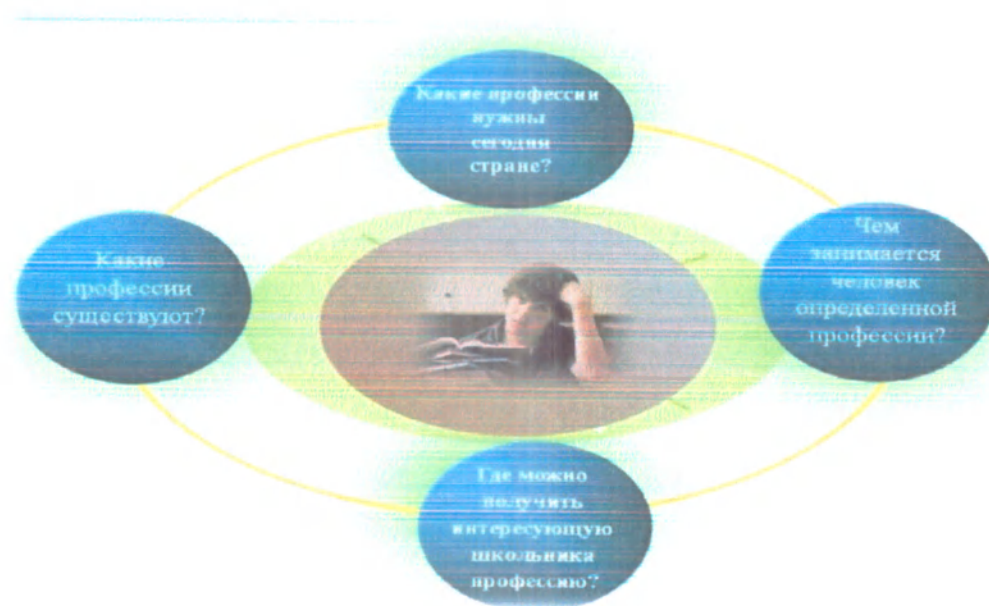 Какие профессии
нужны
сегодня
стране?
Какие
профессии
существуют?
Чем
занимается
человек
определенной
профессии?
Где можно
получить
интересующую
школьника
профессию?